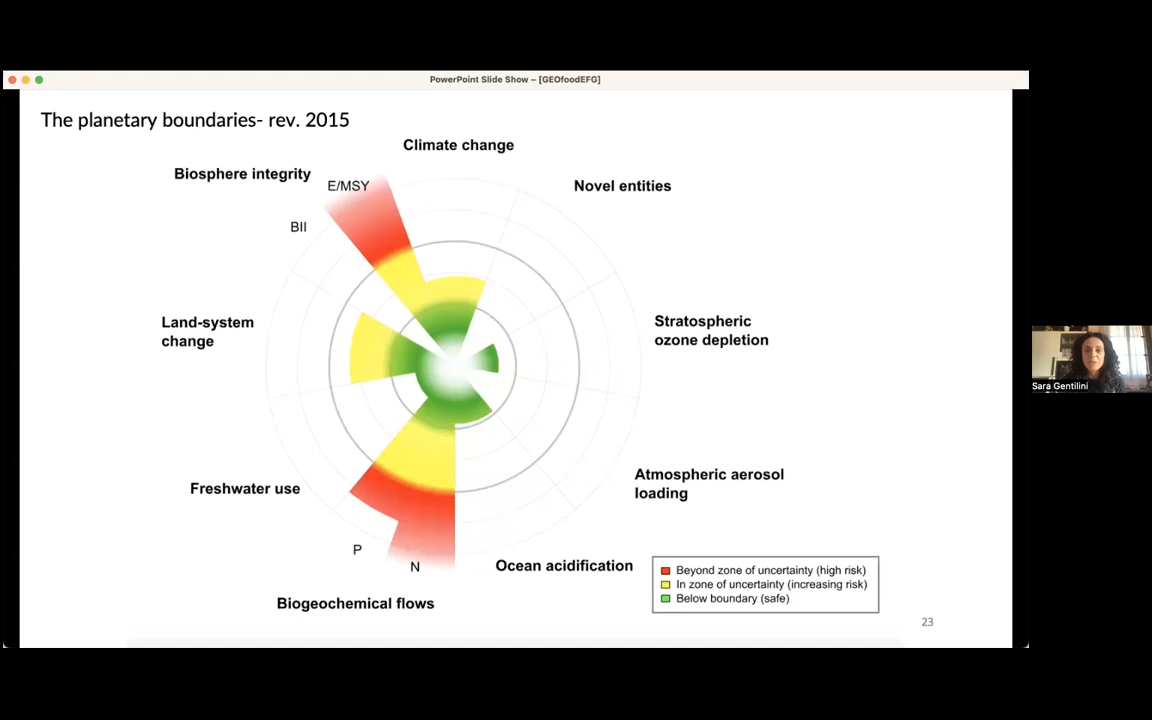 PowerPoint Slide Show – [GEOfoodEFG]
The planetary boundaries- rev. 2015
Climate change
Biosphere integrity
E/MSY
Novel entities
BII
Land-system
change
Stratospheric
ozone depletion
Sara Gentilini
Freshwater use
Atmospheric aerosol
loading
P
N
Ocean acidification
Biogeochemical flows
Beyond zone of uncertainty (high risk)
In zone of uncertainty (increasing risk)
Below boundary (safe)
23